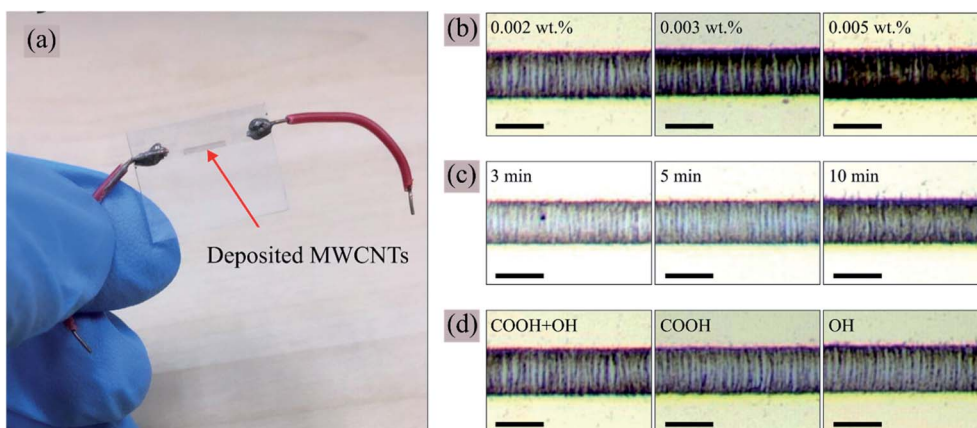 (a)
Deposited MWCNTs
(b)
0.002 wt.%
0.003 wt.%
0.005 wt.%
(c)
3 min
5 min
10 min
(d)
COOH+OH
COOH
OH